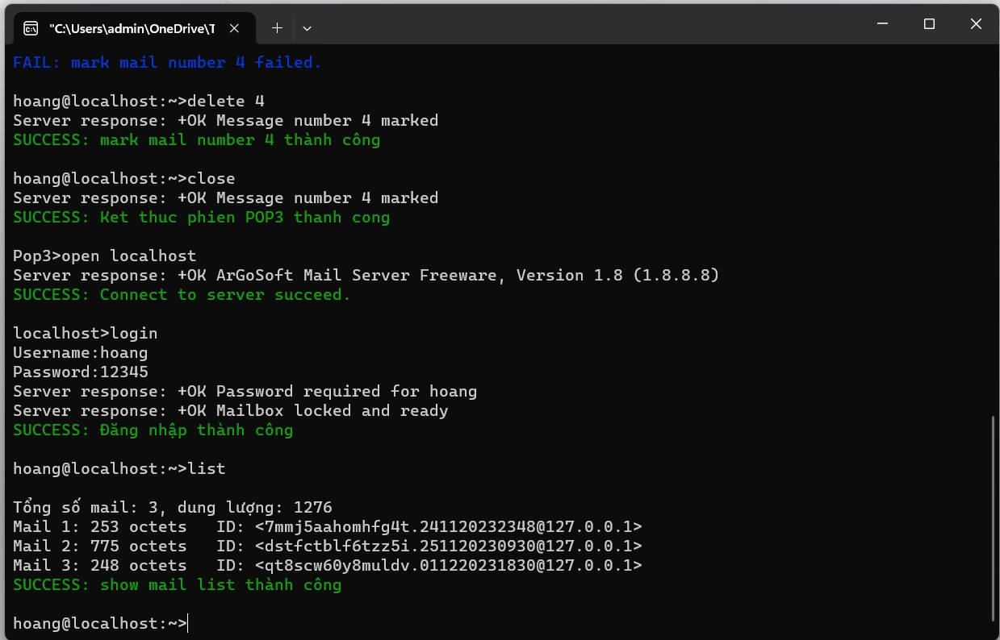 "C:\Users\admin\OneDrive\T
FAIL: mark mail number 4 failed.
hoang@localhost:~>delete 4
Server response: +OK Message number 4 marked
SUCCESS: mark mail number 4 thành công
hoang@localhost:~>close
Server response: +OK Message number 4 marked
SUCCESS: Ket thuc phien POP3 thanh cong
Pop3>open localhost
Server response: +OK ArGoSoft Mail Server Freeware, Version 1.8 (1.8.8.8)
SUCCESS: Connect to server succeed.
localhost>login
Username:hoang
Password:12345
Server response: +OK Password required for hoang
Server response: +OK Mailbox locked and ready
SUCCESS: Đăng nhập thành công
hoang@localhost:~>list
Tổng số mail: 3, dung lượng: 1276
Mail 1: 253 octets   ID: <7mmj5aahomhfg4t.241120232348@127.0.0.1>
Mail 2: 775 octets   ID: <dstfctblf6tzz5i.251120230930@127.0.0.1>
Mail 3: 248 octets   ID: <qt8scw60y8muldv.011220231830@127.0.0.1>
SUCCESS: show mail list thành công
hoang@localhost:~>